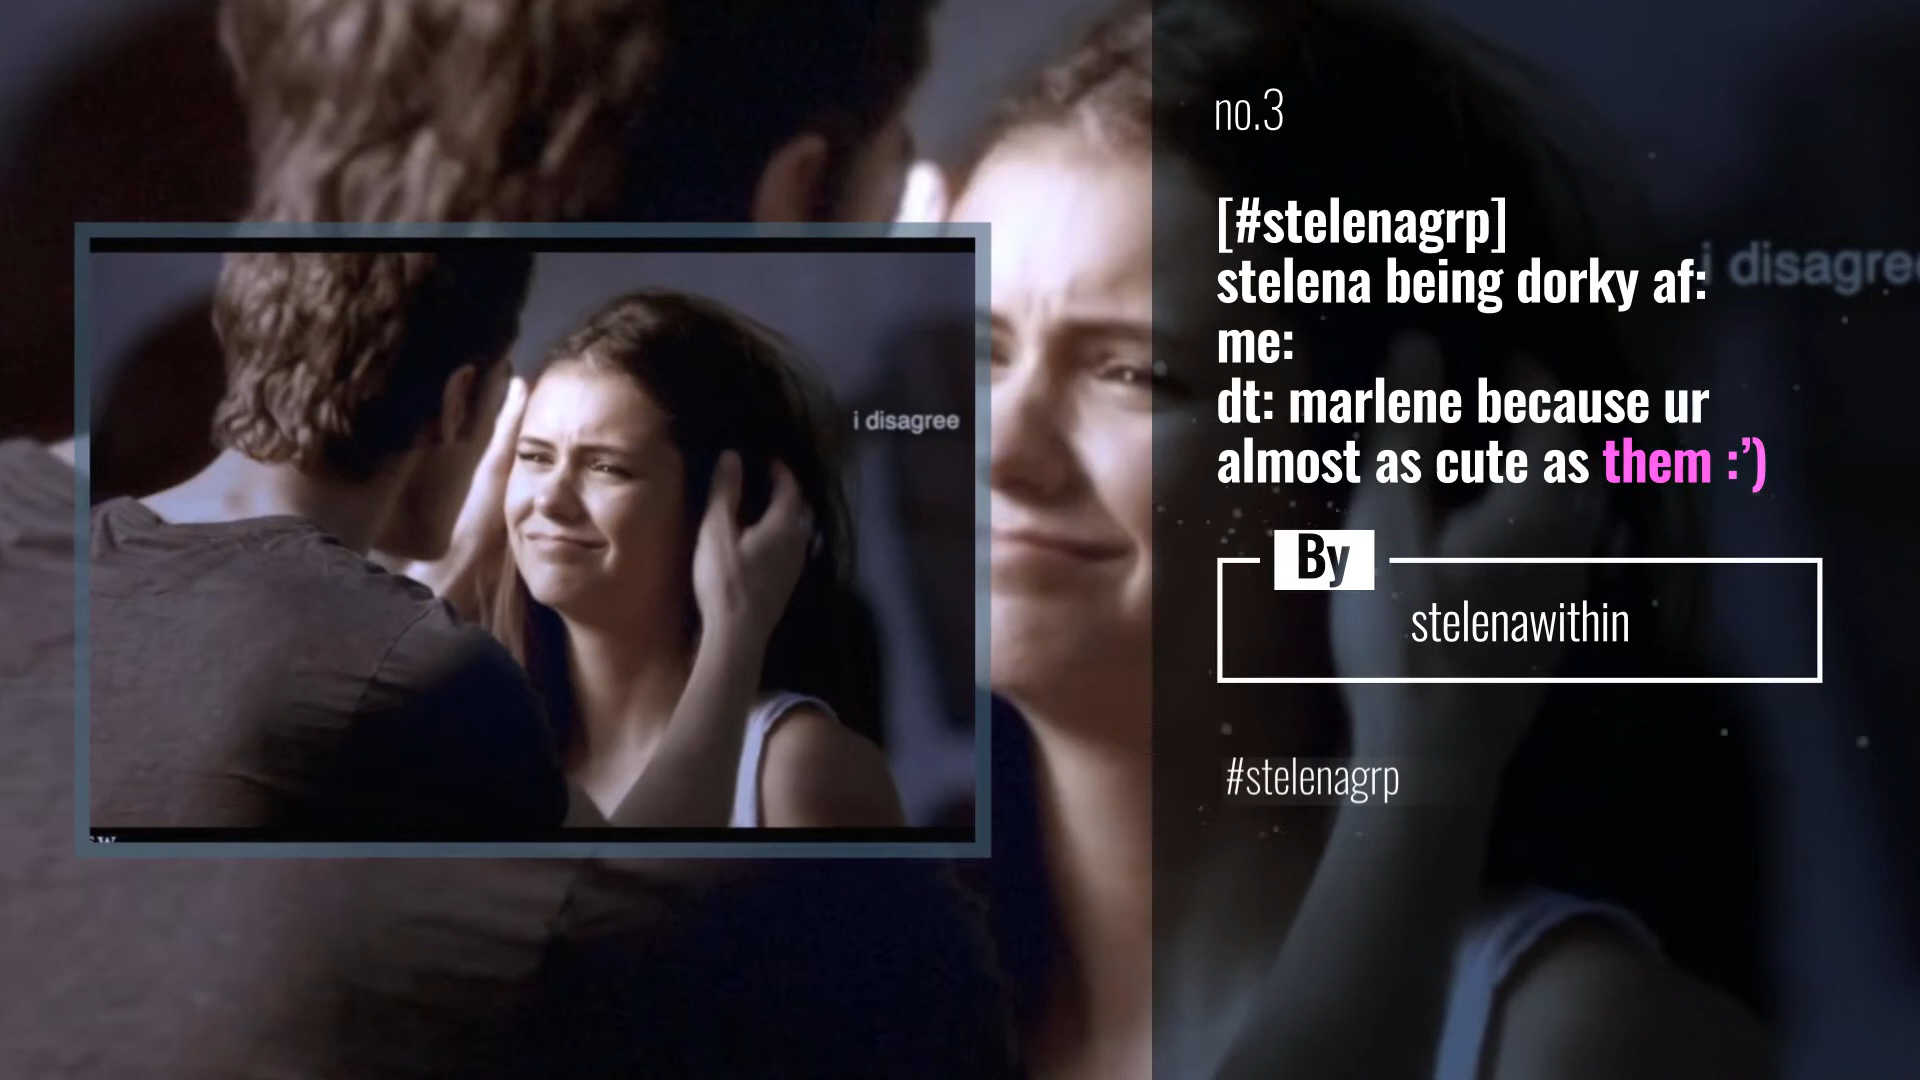 no.3
[#stelenagrp]
stelena being dorky af:
me:
dt: marlene because ur
almost as cute as them :’)
By
stelenawithin
#stelenagrp
i disagree
i disagree